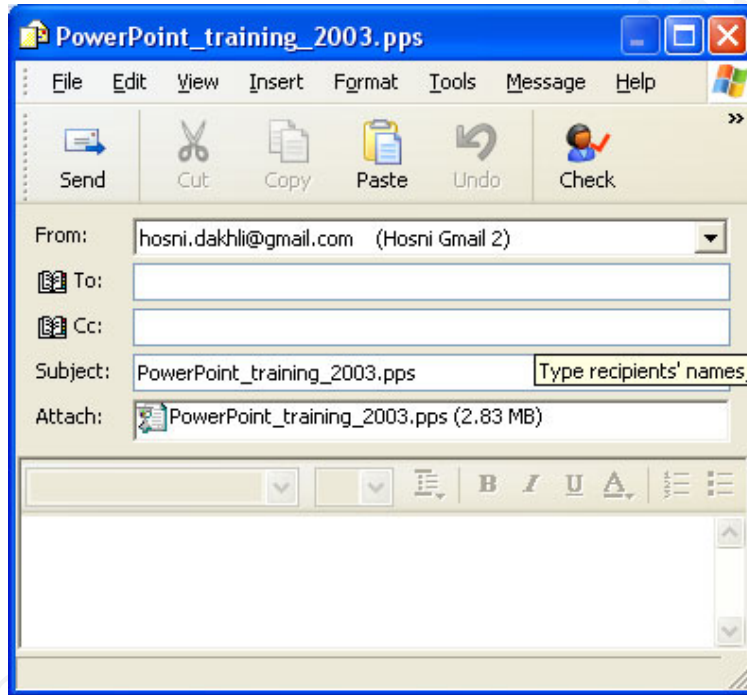 PowerPoint_training_2003.pps
File Edit View Insert Format Tools Message Help
Send Cut Copy Paste Undo Check »
From: hosni.dakhli@gmail.com (Hosni Gmail 2)
To:
Cc:
Subject: PowerPoint_training_2003.pps Type recipients' names
Attach: PowerPoint_training_2003.pps (2.83 MB)
B I U A